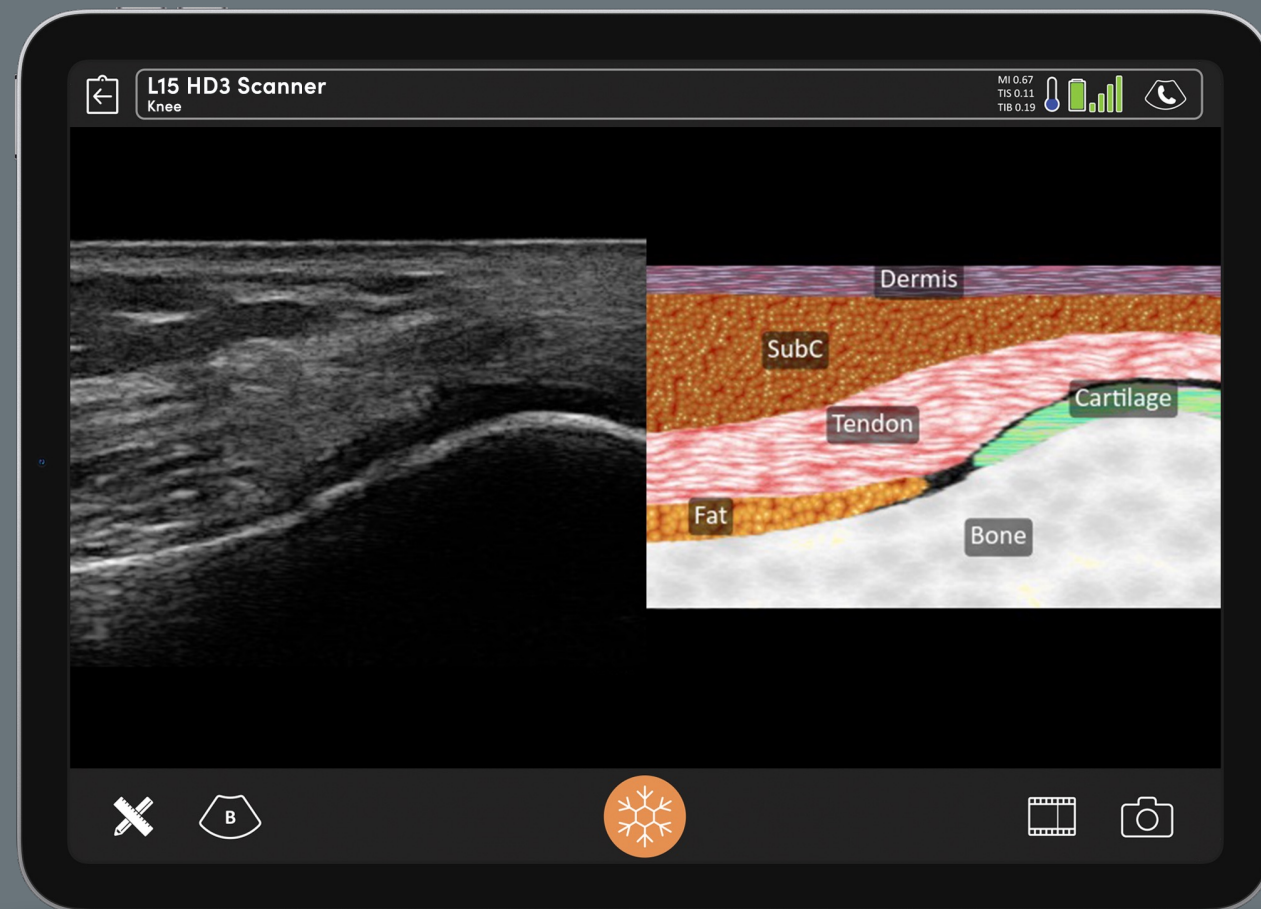 L15 HD3 Scanner
Knee
MI 0.67
TIS 0.11
TIB 0.19
Dermis
SubC
Cartilage
Tendon
Fat
Bone
B